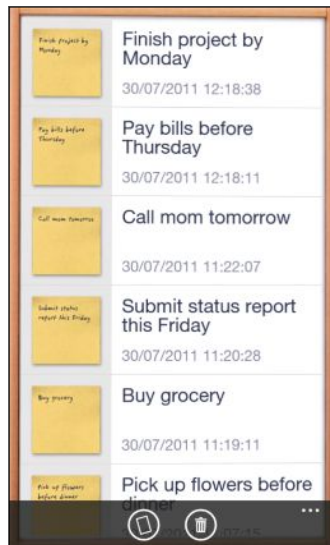 Finish project by
Monday
Finish project by
Monday
30/07/2011 12:18:38
Pay bills before
Thursday
Pay bills before
Thursday
30/07/2011 12:18:11
Call mom tomorrow
Call mom tomorrow
30/07/2011 11:22:07
Submit status
report this Friday
Submit status report
this Friday
30/07/2011 11:20:28
Buy grocery
Buy grocery
30/07/2011 11:19:11
Pick up flowers
before dinner
Pick up flowers before
dinner